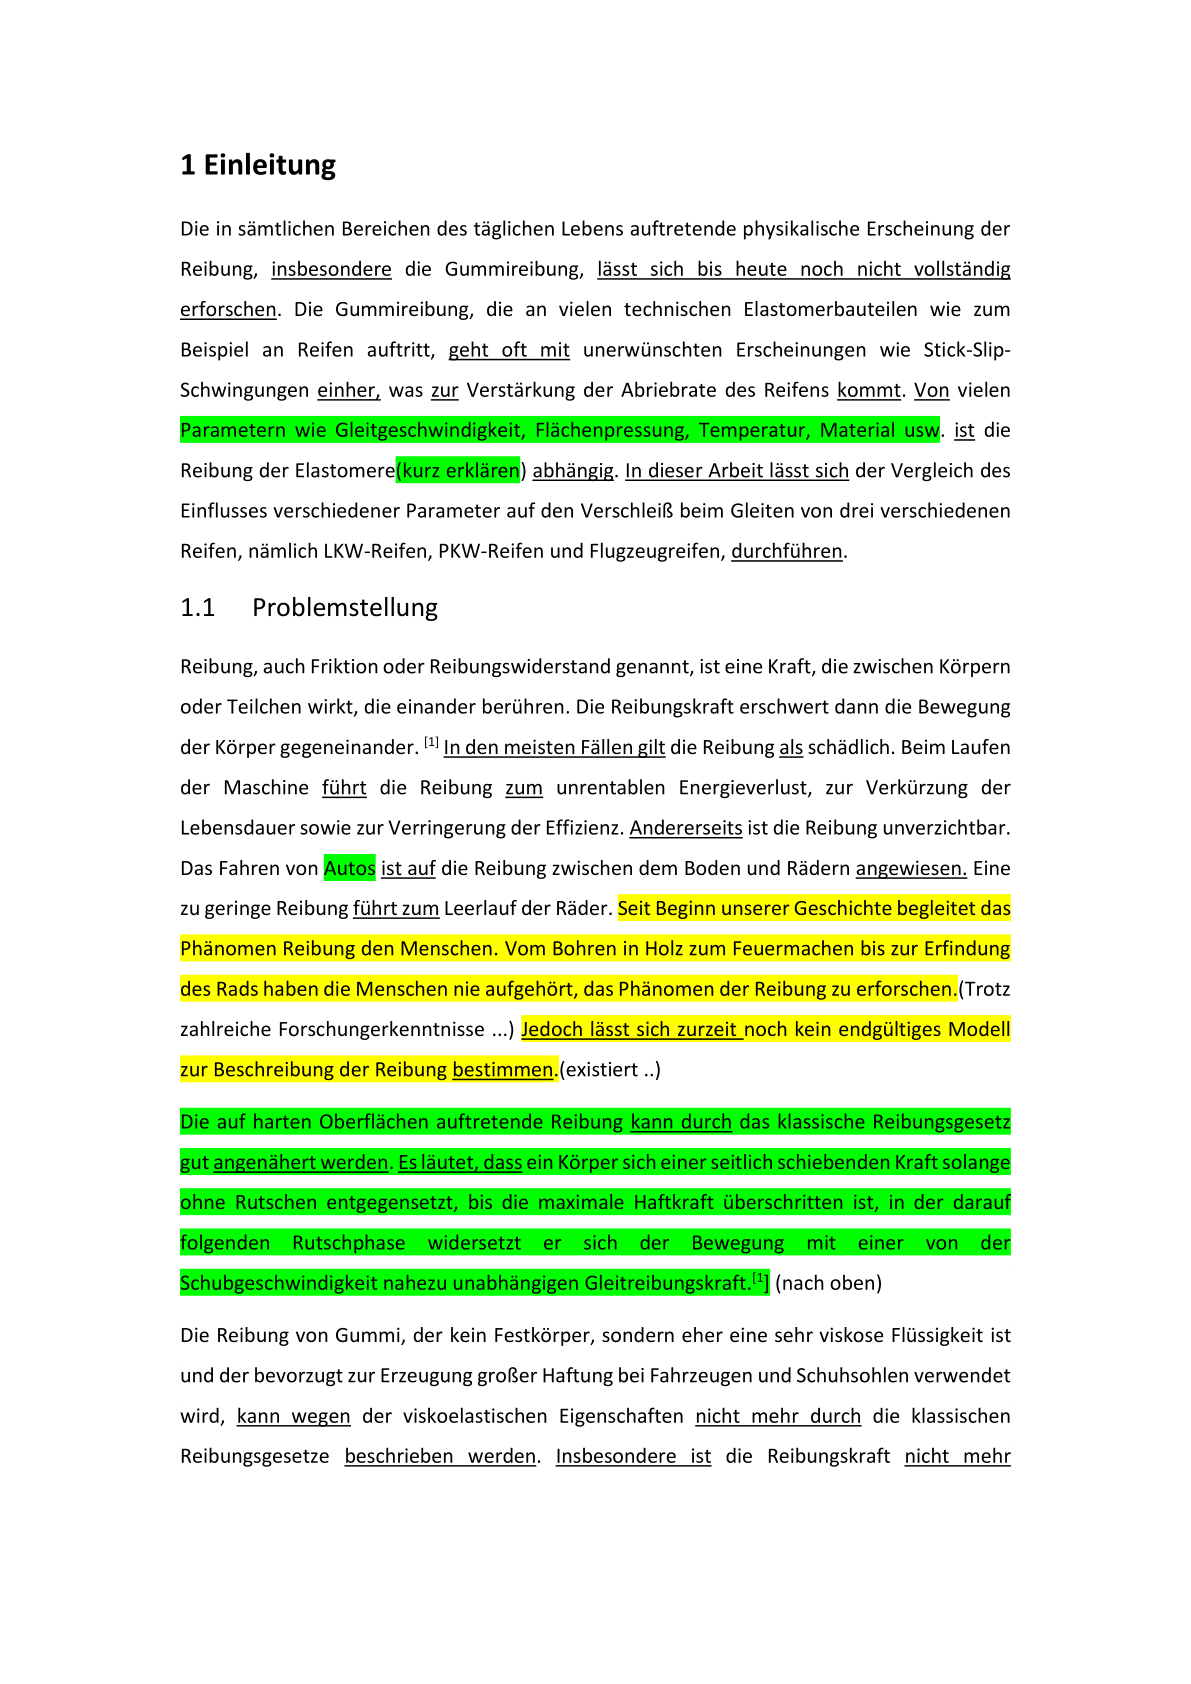 1 Einleitung
Die in sämtlichen Bereichen des täglichen Lebens auftretende physikalische Erscheinung der
Reibung, insbesondere die Gummireibung, lässt sich bis heute noch nicht vollständig
erforschen. Die Gummireibung, die an vielen technischen Elastomerbauteilen wie zum
Beispiel an Reifen auftritt, geht oft mit unerwünschten Erscheinungen wie Stick-Slip-
Schwingungen einher, was zur Verstärkung der Abriebrate des Reifens kommt. Von vielen
Parametern wie Gleitgeschwindigkeit, Flächenpressung, Temperatur, Material usw. ist die
Reibung der Elastomere(kurz erklären) abhängig. In dieser Arbeit lässt sich der Vergleich des
Einflusses verschiedener Parameter auf den Verschleiß beim Gleiten von drei verschiedenen
Reifen, nämlich LKW-Reifen, PKW-Reifen und Flugzeugreifen, durchführen.
1.1 Problemstellung
Reibung, auch Friktion oder Reibungswiderstand genannt, ist eine Kraft, die zwischen Körpern
oder Teilchen wirkt, die einander berühren. Die Reibungskraft erschwert dann die Bewegung
der Körper gegeneinander. [1] In den meisten Fällen gilt die Reibung als schädlich. Beim Laufen
der Maschine führt die Reibung zum unrentablen Energieverlust, zur Verkürzung der
Lebensdauer sowie zur Verringerung der Effizienz. Andererseits ist die Reibung unverzichtbar.
Das Fahren von Autos ist auf die Reibung zwischen dem Boden und Rädern angewiesen. Eine
zu geringe Reibung führt zum Leerlauf der Räder. Seit Beginn unserer Geschichte begleitet das
Phänomen Reibung den Menschen. Vom Bohren in Holz zum Feuermachen bis zur Erfindung
des Rads haben die Menschen nie aufgehört, das Phänomen der Reibung zu erforschen.(Trotz
zahlreiche Forschungerkenntnisse ...) Jedoch lässt sich zurzeit noch kein endgültiges Modell
zur Beschreibung der Reibung bestimmen.(existiert ..)
Die auf harten Oberflächen auftretende Reibung kann durch das klassische Reibungsgesetz
gut angenähert werden. Es läutet, dass ein Körper sich einer seitlich schiebenden Kraft solange
ohne Rutschen entgegensetzt, bis die maximale Haftkraft überschritten ist, in der darauf
folgenden Rutschphase widersetzt er sich der Bewegung mit einer von der
Schubgeschwindigkeit nahezu unabhängigen Gleitreibungskraft.[1] (nach oben)
Die Reibung von Gummi, der kein Festkörper, sondern eher eine sehr viskose Flüssigkeit ist
und der bevorzugt zur Erzeugung großer Haftung bei Fahrzeugen und Schuhsohlen verwendet
wird, kann wegen der viskoelastischen Eigenschaften nicht mehr durch die klassischen
Reibungsgesetze beschrieben werden. Insbesondere ist die Reibungskraft nicht mehr